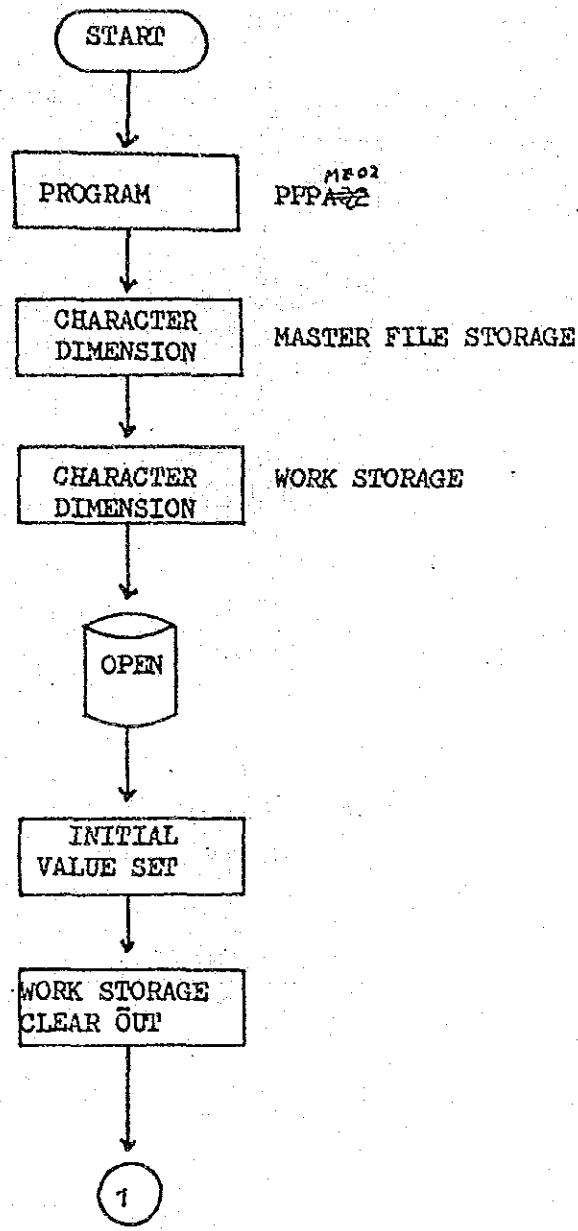 START
PROGRAM
ME02
PPPA
CHARACTER
DIMENSION
MASTER FILE STORAGE
CHARACTER
DIMENSION
WORK STORAGE
OPEN
INITIAL
VALUE SET
WORK STORAGE
CLEAR OUT
1